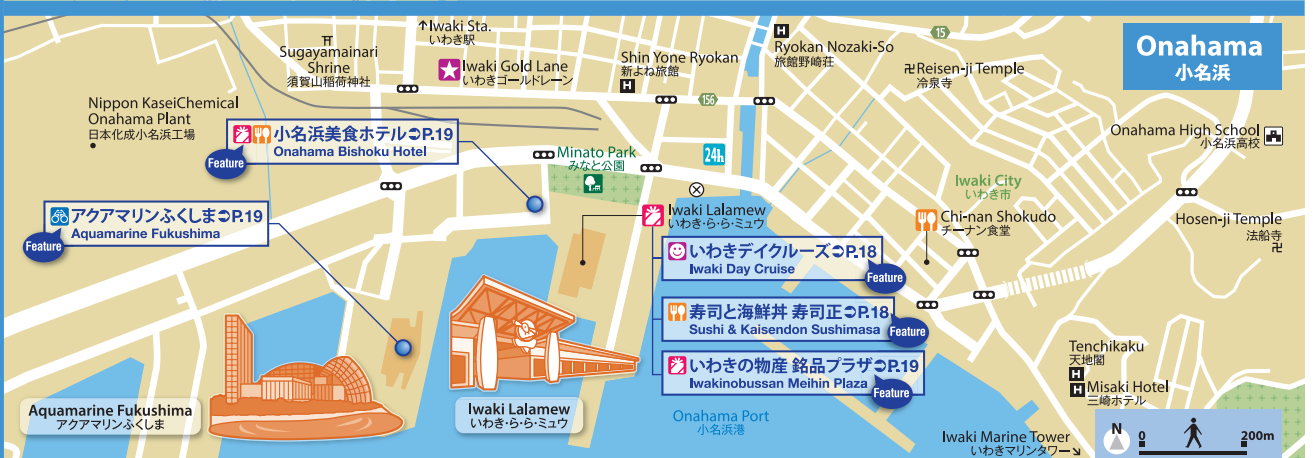 Onahama
小名浜
↑Iwaki Sta.
いわき駅
Sugayamainari
Shrine
須賀山稲荷神社
Iwaki Gold Lane
いわきゴールドレーン
Shin Yone Ryokan
新よね旅館
H
H
Ryokan Nozaki-So
旅館野崎荘
15
卍Reisen-ji Temple
冷泉寺
156
Nippon KaseiChemical
Onahama Plant
日本化成小名浜工場
小名浜美食ホテル➲P.19
Onahama Bishoku Hotel
Feature
Minato Park
みなと公園
24h
Onahama High School
小名浜高校
Iwaki City
いわき市
アクアマリンふくしま➲P.19
Aquamarine Fukushima
Feature
Iwaki Lalamew
いわき・ら・ら・ミュウ
Chi-nan Shokudo
チーナン食堂
Hosen-ji Temple
法船寺
卍
いわきデイクルーズ➲P.18
Iwaki Day Cruise
Feature
寿司と海鮮丼 寿司正➲P.18
Sushi & Kaisendon Sushimasa
Feature
いわきの物産 銘品プラザ➲P.19
Iwakinobussan Meihin Plaza
Feature
Tenchikaku
天地閣
H
H
Misaki Hotel
三崎ホテル
Aquamarine Fukushima
アクアマリンふくしま
Iwaki Lalamew
いわき・ら・ら・ミュウ
Onahama Port
小名浜港
Iwaki Marine Tower
いわきマリンタワー↘
N
0
200m